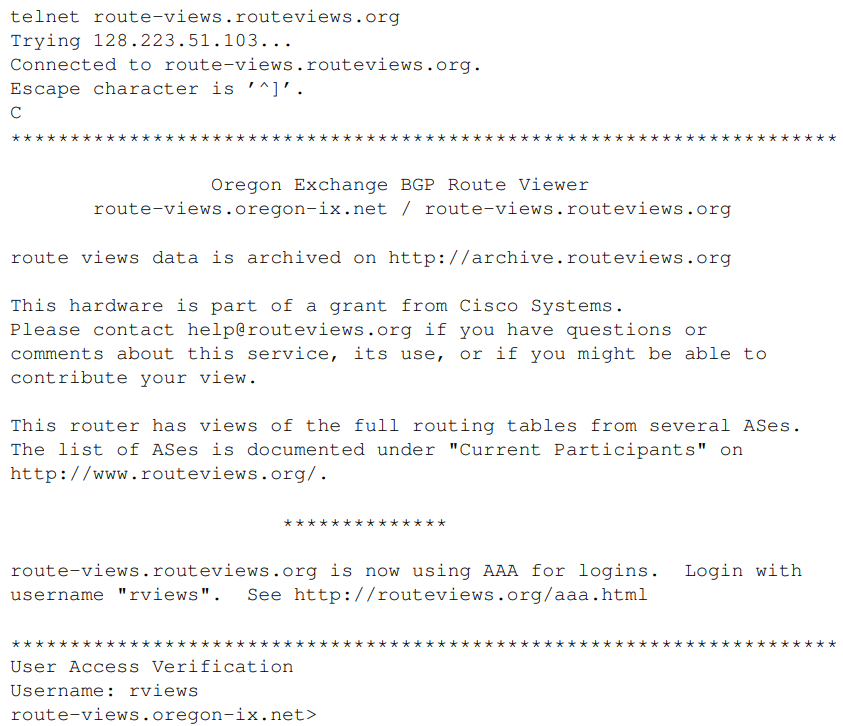 telnet route-views.routeviews.org
Trying 128.223.51.103...
Connected to route-views.routeviews.org.
Escape character is ’^]’.
C
**********************************************************************
Oregon Exchange BGP Route Viewer
route-views.oregon-ix.net / route-views.routeviews.org
route views data is archived on http://archive.routeviews.org
This hardware is part of a grant from Cisco Systems.
Please contact help@routeviews.org if you have questions or
comments about this service, its use, or if you might be able to
contribute your view.
This router has views of the full routing tables from several ASes.
The list of ASes is documented under "Current Participants" on
http://www.routeviews.org/.
**************
route-views.routeviews.org is now using AAA for logins.  Login with
username "rviews".  See http://routeviews.org/aaa.html
**********************************************************************
User Access Verification
Username: rviews
route-views.oregon-ix.net>